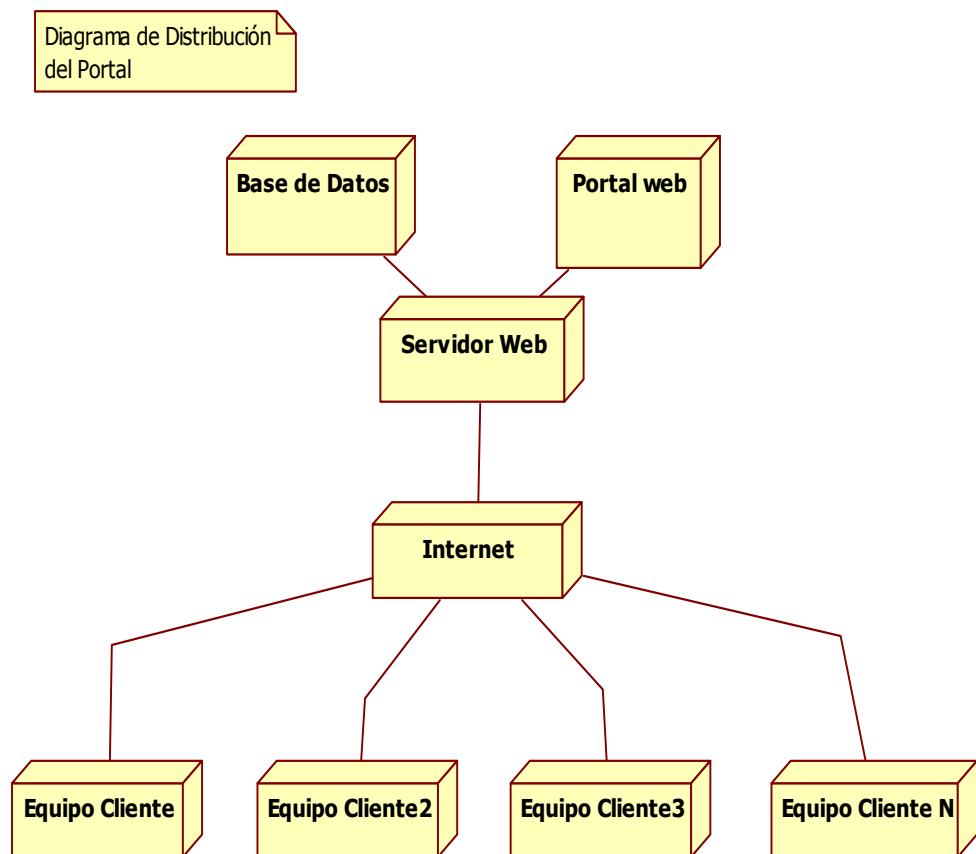 Diagrama de Distribución
del Portal
Base de Datos
Portal web
Servidor Web
Internet
Equipo Cliente
Equipo Cliente2
Equipo Cliente3
Equipo Cliente N